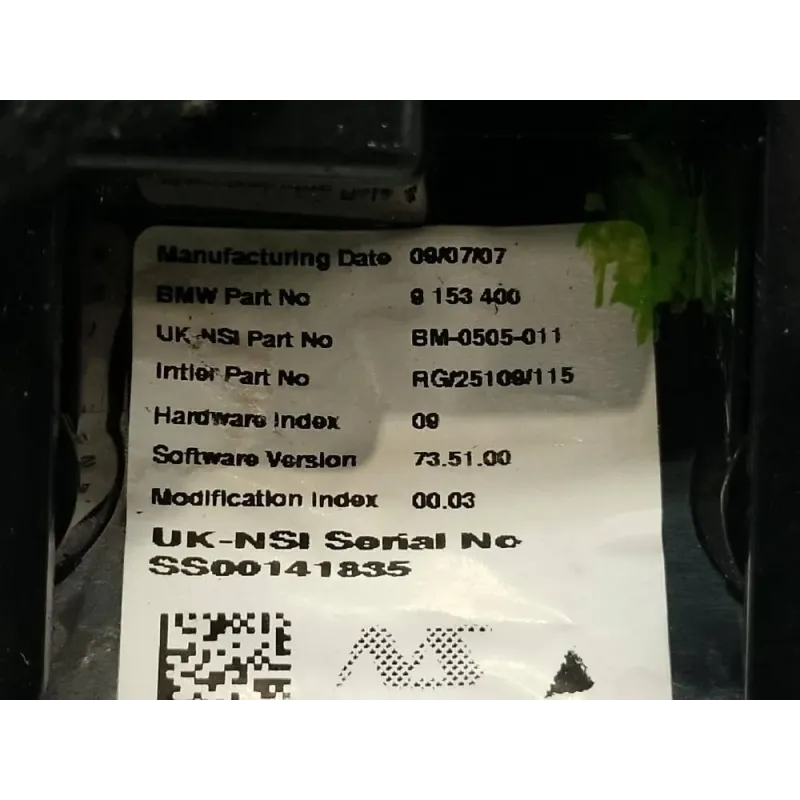 Manufacturing Date 09/07/07
BMW Part No 9 153 400
UK-NSI Part No BM-0505-011
Intier Part No RG/25109/115
Hardware Index 09
Software Version 73.51.00
Modification Index 00.03
UK-NSI Serial No
SS00141835
NS